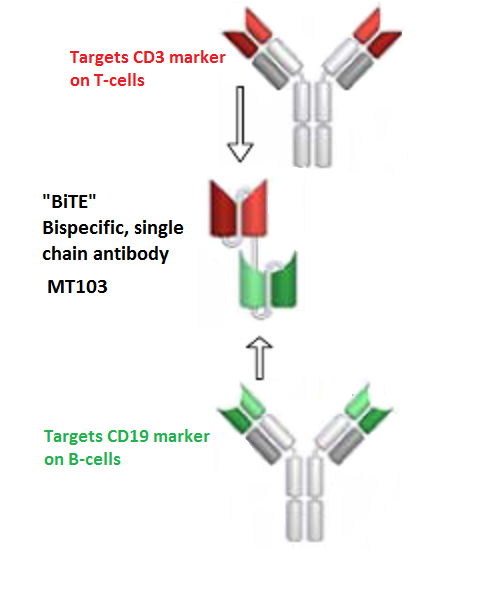 Targets CD3 marker
on T-cells
"BiTE"
Bispecific, single
chain antibody
MT103
Targets CD19 marker
on B-cells